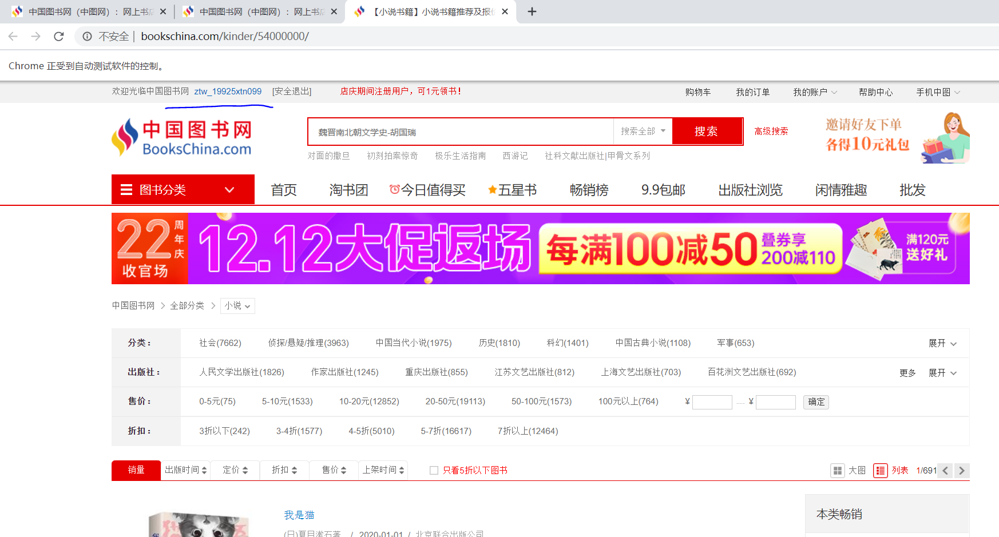 中国图书网（中图网）：网上书店
中国图书网（中图网）：网上书店
【小说书籍】小说书籍推荐及报价
不安全 | bookschina.com/kinder/54000000/
Chrome 正受到自动测试软件的控制。
欢迎光临中国图书网 ztw_19925xtn099 [安全退出] 店庆期间注册用户，可1元领书！ 购物车 我的订单 我的账户 帮助中心 手机中图
中国图书网
BooksChina.com
魏晋南北朝文学史-胡国瑞 搜索全部 搜索 高级搜索
对面的撒旦 初刻拍案惊奇 极乐生活指南 西游记 社科文献出版社|甲骨文系列
邀请好友下单
各得10元礼包
图书分类 首页 淘书团 今日值得买 五星书 畅销榜 9.9包邮 出版社浏览 闲情雅趣 批发
22周年庆
收官场
12.12大促返场
每满100减50
叠券享
200减110
满120元
送好礼
中国图书网 > 全部分类 > 小说
分类： 社会(7662) 侦探/悬疑/推理(3963) 中国当代小说(1975) 历史(1810) 科幻(1401) 中国古典小说(1108) 军事(653) 展开
出版社： 人民文学出版社(1826) 作家出版社(1245) 重庆出版社(855) 江苏文艺出版社(812) 上海文艺出版社(703) 百花洲文艺出版社(692) 更多 展开
售价： 0-5元(75) 5-10元(1533) 10-20元(12852) 20-50元(19113) 50-100元(1573) 100元以上(764) ¥ — ¥ 确定
折扣： 3折以下(242) 3-4折(1577) 4-5折(5010) 5-7折(16617) 7折以上(12464)
销量 出版时间 定价 折扣 售价 上架时间 只看5折以下图书 大图 列表 1/691
我是猫
(日)夏目漱石著 / 2020-01-01 / 北京联合出版公司
本类畅销